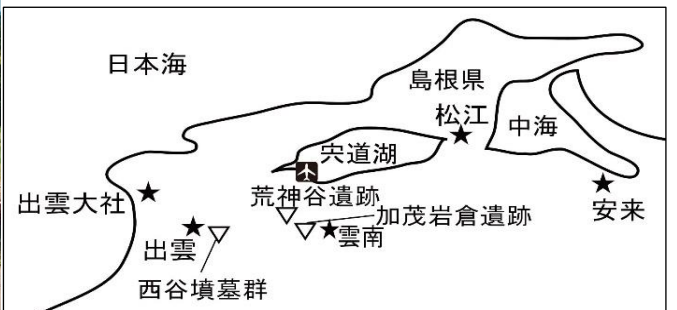 日本海
島根県
松江
中海
宍道湖
荒神谷遺跡
加茂岩倉遺跡
出雲大社
安来
出雲
雲南
西谷墳墓群